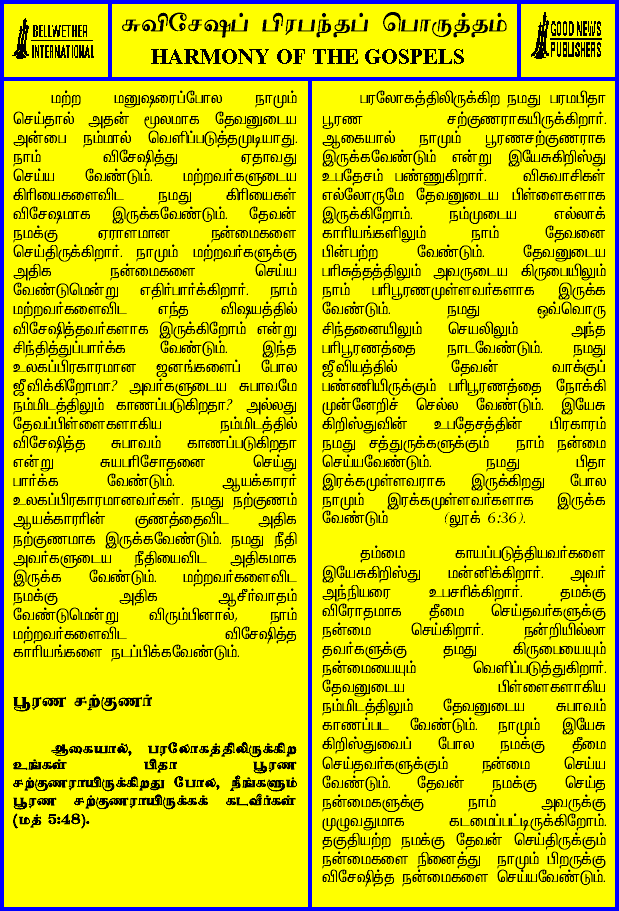 BELLWETHER
INTERNATIONAL
சுவிசேஷப் பிரபந்தப் பொருத்தம்
HARMONY OF THE GOSPELS
GOOD NEWS
PUBLISHERS
மற்ற மனுஷரைப்போல நாமும்
செய்தால் அதன் மூலமாக தேவனுடைய
அன்பை நம்மால் வெளிப்படுத்தமுடியாது.
நாம் விசேஷித்து ஏதாவது
செய்ய வேண்டும். மற்றவர்களுடைய
கிரியைகளைவிட நமது கிரியைகள்
விசேஷமாக இருக்கவேண்டும். தேவன்
நமக்கு ஏராளமான நன்மைகளை
செய்திருக்கிறார். நாமும் மற்றவர்களுக்கு
அதிக நன்மைகளை செய்ய
வேண்டுமென்று எதிர்பார்க்கிறார். நாம்
மற்றவர்களைவிட எந்த விஷயத்தில்
விசேஷித்தவர்களாக இருக்கிறோம் என்று
சிந்தித்துப்பார்க்க வேண்டும். இந்த
உலகப்பிரகாரமான ஜனங்களைப் போல
ஜீவிக்கிறோமா? அவர்களுடைய சுபாவமே
நம்மிடத்திலும் காணப்படுகிறதா? அல்லது
தேவப்பிள்ளைகளாகிய நம்மிடத்தில்
விசேஷித்த சுபாவம் காணப்படுகிறதா
என்று சுயபரிசோதனை செய்து
பார்க்க வேண்டும். ஆயக்காரர்
உலகப்பிரகாரமானவர்கள். நமது நற்குணம்
ஆயக்காரரின் குணத்தைவிட அதிக
நற்குணமாக இருக்கவேண்டும். நமது நீதி
அவர்களுடைய நீதியைவிட அதிகமாக
இருக்க வேண்டும். மற்றவர்களைவிட
நமக்கு அதிக ஆசீர்வாதம்
வேண்டுமென்று விரும்பினால், நாம்
மற்றவர்களைவிட விசேஷித்த
காரியங்களை நடப்பிக்கவேண்டும்.
பூரண சற்குணர்
ஆகையால், பரலோகத்திலிருக்கிற
உங்கள் பிதா பூரண
சற்குணராயிருக்கிறது போல, நீங்களும்
பூரண சற்குணராயிருக்கக் கடவீர்கள்
(மத் 5:48).
பரலோகத்திலிருக்கிற நமது பரமபிதா
பூரண சற்குணராகயிருக்கிறார்.
ஆகையால் நாமும் பூரணசற்குணராக
இருக்கவேண்டும் என்று இயேசுகிறிஸ்து
உபதேசம் பண்ணுகிறார். விசுவாசிகள்
எல்லோருமே தேவனுடைய பிள்ளைகளாக
இருக்கிறோம். நம்முடைய எல்லாக்
காரியங்களிலும் நாம் தேவனை
பின்பற்ற வேண்டும். தேவனுடைய
பரிசுத்தத்திலும் அவருடைய கிருபையிலும்
நாம் பரிபூரணமுள்ளவர்களாக இருக்க
வேண்டும். நமது ஒவ்வொரு
சிந்தனையிலும் செயலிலும் அந்த
பரிபூரணத்தை நாடவேண்டும். நமது
ஜீவியத்தில் தேவன் வாக்குப்
பண்ணியிருக்கும் பரிபூரணத்தை நோக்கி
முன்னேறிச் செல்ல வேண்டும். இயேசு
கிறிஸ்துவின் உபதேசத்தின் பிரகாரம்
நமது சத்துருக்களுக்கும் நாம் நன்மை
செய்யவேண்டும். நமது பிதா
இரக்கமுள்ளவராக இருக்கிறது போல
நாமும் இரக்கமுள்ளவர்களாக இருக்க
வேண்டும் (லூக் 6:36).
தம்மை காயப்படுத்தியவர்களை
இயேசுகிறிஸ்து மன்னிக்கிறார். அவர்
அந்நியரை உபசரிக்கிறார். தமக்கு
விரோதமாக தீமை செய்தவர்களுக்கு
நன்மை செய்கிறார். நன்றியில்லா
தவர்களுக்கு தமது கிருபையையும்
நன்மையையும் வெளிப்படுத்துகிறார்.
தேவனுடைய பிள்ளைகளாகிய
நம்மிடத்திலும் தேவனுடைய சுபாவம்
காணப்பட வேண்டும். நாமும் இயேசு
கிறிஸ்துவைப் போல நமக்கு தீமை
செய்தவர்களுக்கும் நன்மை செய்ய
வேண்டும். தேவன் நமக்கு செய்த
நன்மைகளுக்கு நாம் அவருக்கு
முழுவதுமாக கடமைப்பட்டிருக்கிறோம்.
தகுதியற்ற நமக்கு தேவன் செய்திருக்கும்
நன்மைகளை நினைத்து நாமும் பிறருக்கு
விசேஷித்த நன்மைகளை செய்யவேண்டும்.